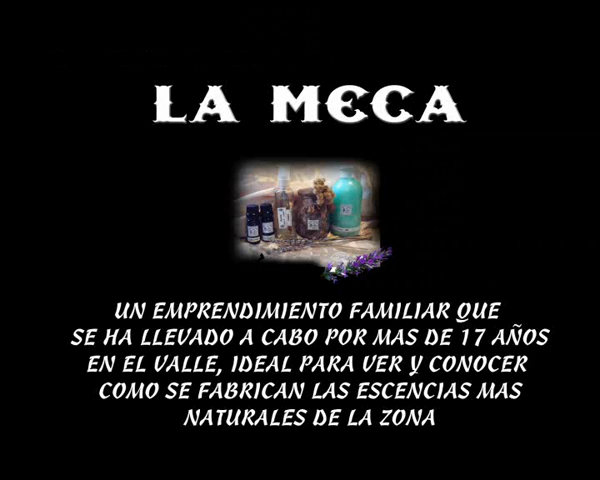 LA MECA
UN EMPRENDIMIENTO FAMILIAR QUE
SE HA LLEVADO A CABO POR MAS DE 17 AÑOS
EN EL VALLE, IDEAL PARA VER Y CONOCER
COMO SE FABRICAN LAS ESCENCIAS MAS
NATURALES DE LA ZONA